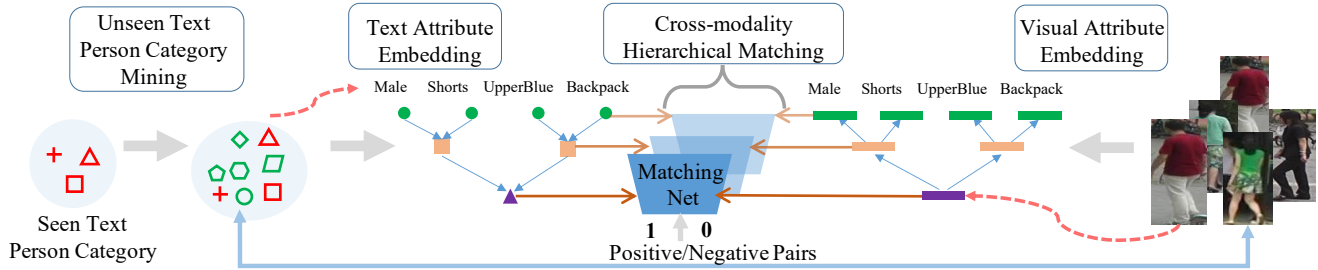 Unseen Text
Person Category
Mining
Text Attribute
Embedding
Cross-modality
Hierarchical Matching
Visual Attribute
Embedding
Male Shorts UpperBlue Backpack
Male Shorts UpperBlue Backpack
Matching
Net
Seen Text
Person Category
1 0
Positive/Negative Pairs